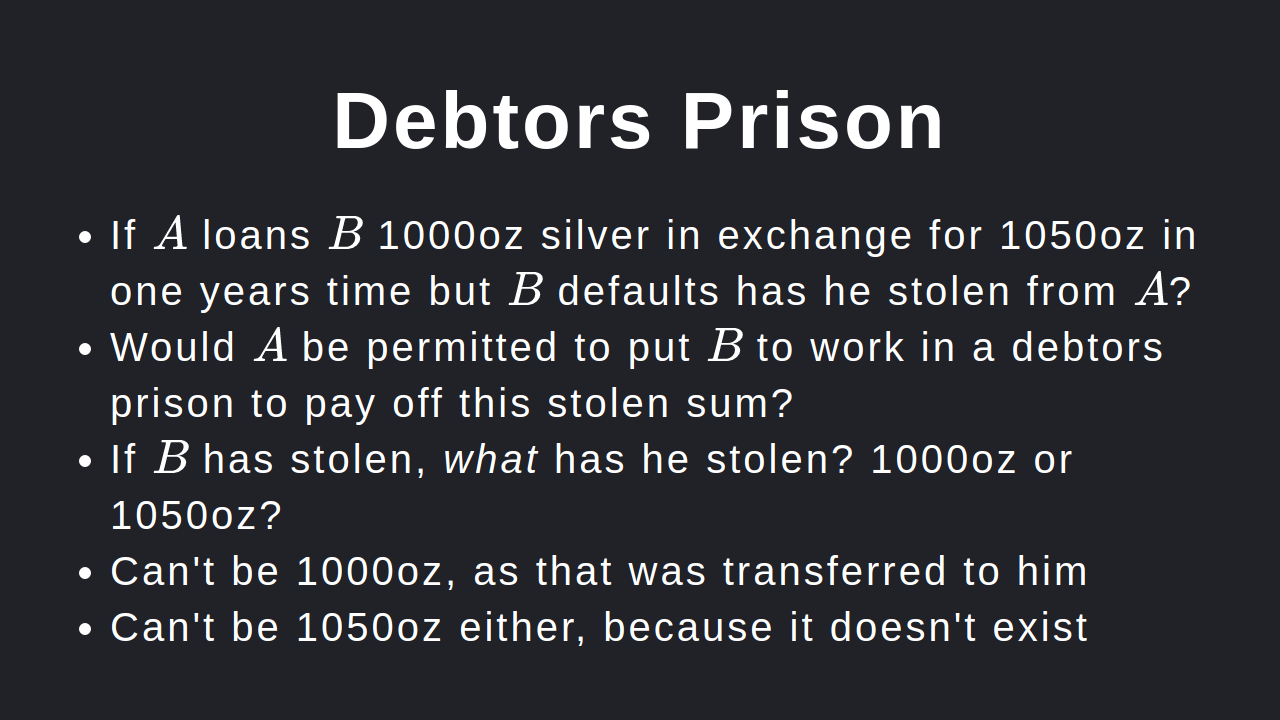 Debtors Prison
• If A loans B 1000oz silver in exchange for 1050oz in
one years time but B defaults has he stolen from A?
• Would A be permitted to put B to work in a debtors
prison to pay off this stolen sum?
• If B has stolen, what has he stolen? 1000oz or
1050oz?
• Can't be 1000oz, as that was transferred to him
• Can't be 1050oz either, because it doesn't exist